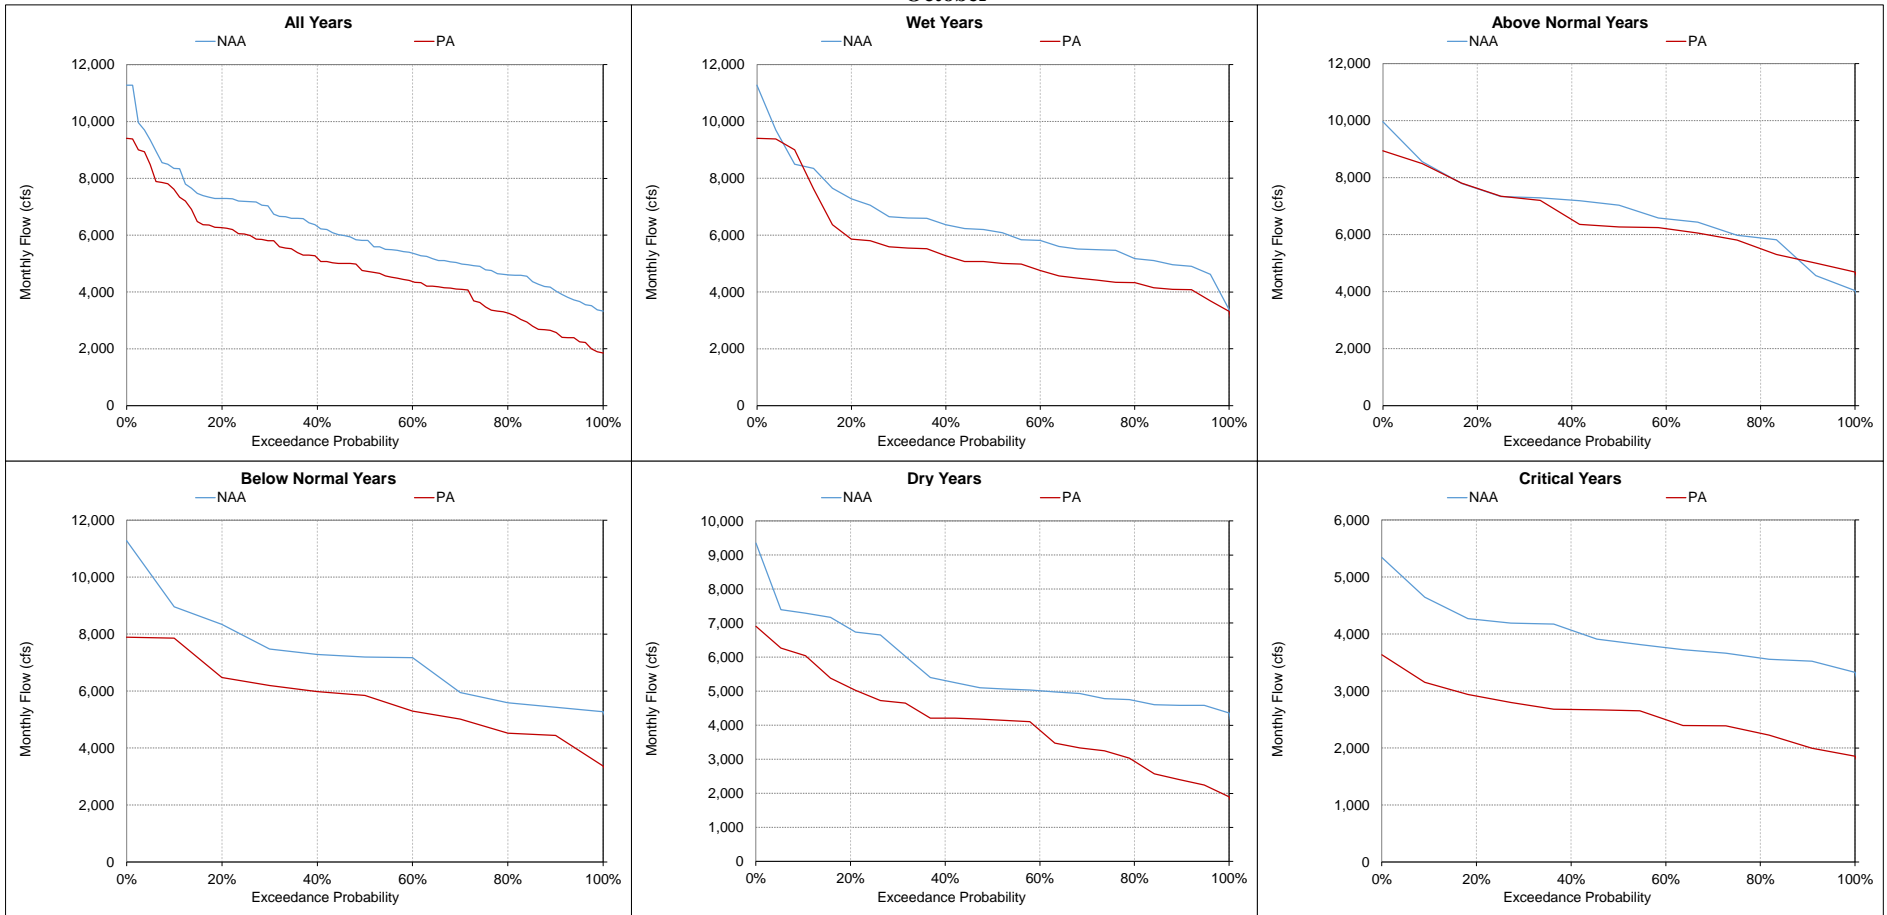 October
All Years
NAA PA
12,000
10,000
8,000
6,000
4,000
2,000
0
Monthly Flow (cfs)
0% 20% 40% 60% 80% 100%
Exceedance Probability
Wet Years
NAA PA
12,000
10,000
8,000
6,000
4,000
2,000
0
Monthly Flow (cfs)
0% 20% 40% 60% 80% 100%
Exceedance Probability
Above Normal Years
NAA PA
12,000
10,000
8,000
6,000
4,000
2,000
0
Monthly Flow (cfs)
0% 20% 40% 60% 80% 100%
Exceedance Probability
Below Normal Years
NAA PA
12,000
10,000
8,000
6,000
4,000
2,000
0
Monthly Flow (cfs)
0% 20% 40% 60% 80% 100%
Exceedance Probability
Dry Years
NAA PA
10,000
9,000
8,000
7,000
6,000
5,000
4,000
3,000
2,000
1,000
0
Monthly Flow (cfs)
0% 20% 40% 60% 80% 100%
Exceedance Probability
Critical Years
NAA PA
6,000
5,000
4,000
3,000
2,000
1,000
0
Monthly Flow (cfs)
0% 20% 40% 60% 80% 100%
Exceedance Probability